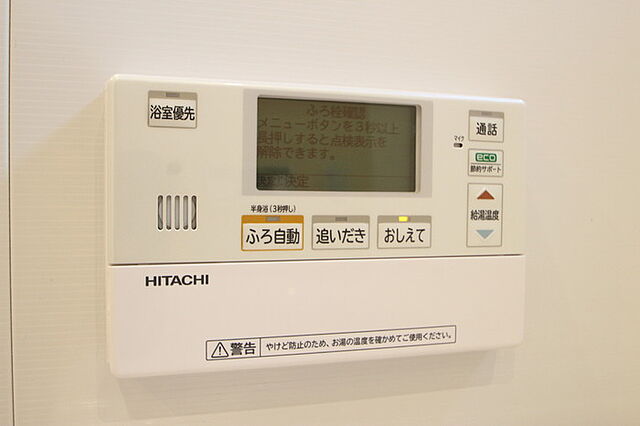 浴室優先
ふろ栓確認
メニューボタンを3秒以上
長押しすると点検表示を
解除できます。
決定
通話
マイク
eco
節約サポート
給湯温度
半身浴(3秒押し)
ふろ自動
追いだき
おしえて
HITACHI
警告 やけど防止のため、お湯の温度を確かめてご使用ください。